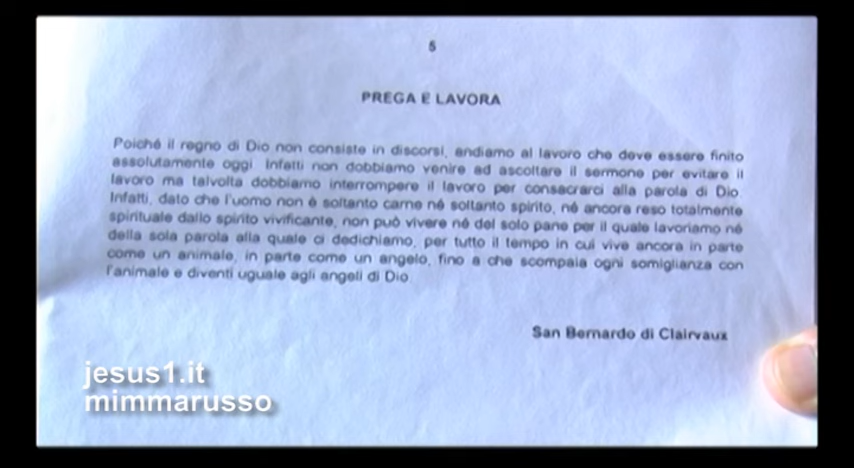 5
PREGA E LAVORA
Poiché il regno di Dio non consiste in discorsi, andiamo al lavoro che deve essere finito
assolutamente oggi. Infatti non dobbiamo venire ad ascoltare il sermone per evitare il
lavoro ma talvolta dobbiamo interrompere il lavoro per consacrarci alla parola di Dio.
Infatti, dato che l'uomo non è soltanto carne né soltanto spirito, né ancora reso totalmente
spirituale dallo spirito vivificante, non può vivere né del solo pane per il quale lavoriamo né
della sola parola alla quale ci dedichiamo, per tutto il tempo in cui vive ancora in parte
come un animale, in parte come un angelo, fino a che scompaia ogni somiglianza con
l'animale e diventi uguale agli angeli di Dio
San Bernardo di Clairvaux
jesus1.it
mimmarusso